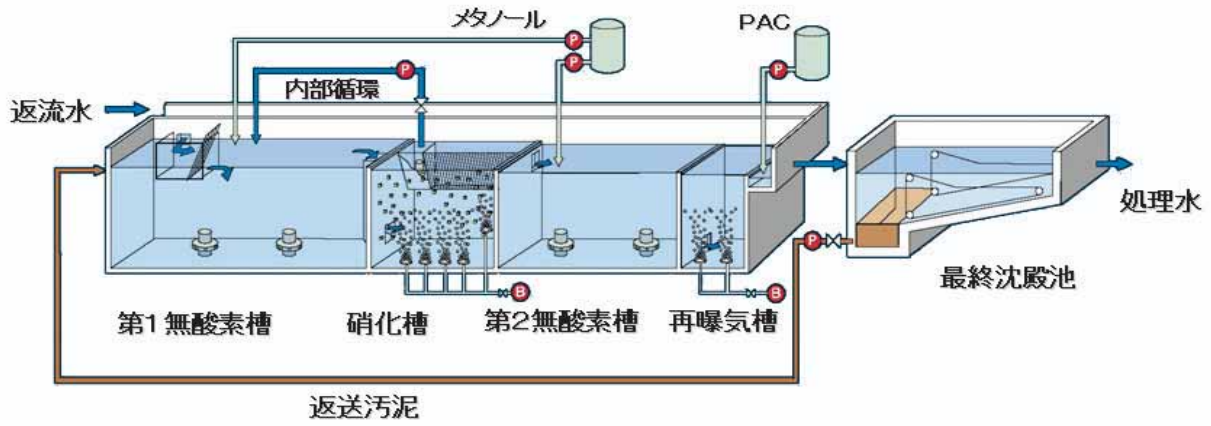 メタノール
PAC
P
P
P
P
内部循環
返流水
処理水
P
最終沈殿池
B
B
第1無酸素槽
硝化槽
第2無酸素槽
再曝気槽
返送汚泥